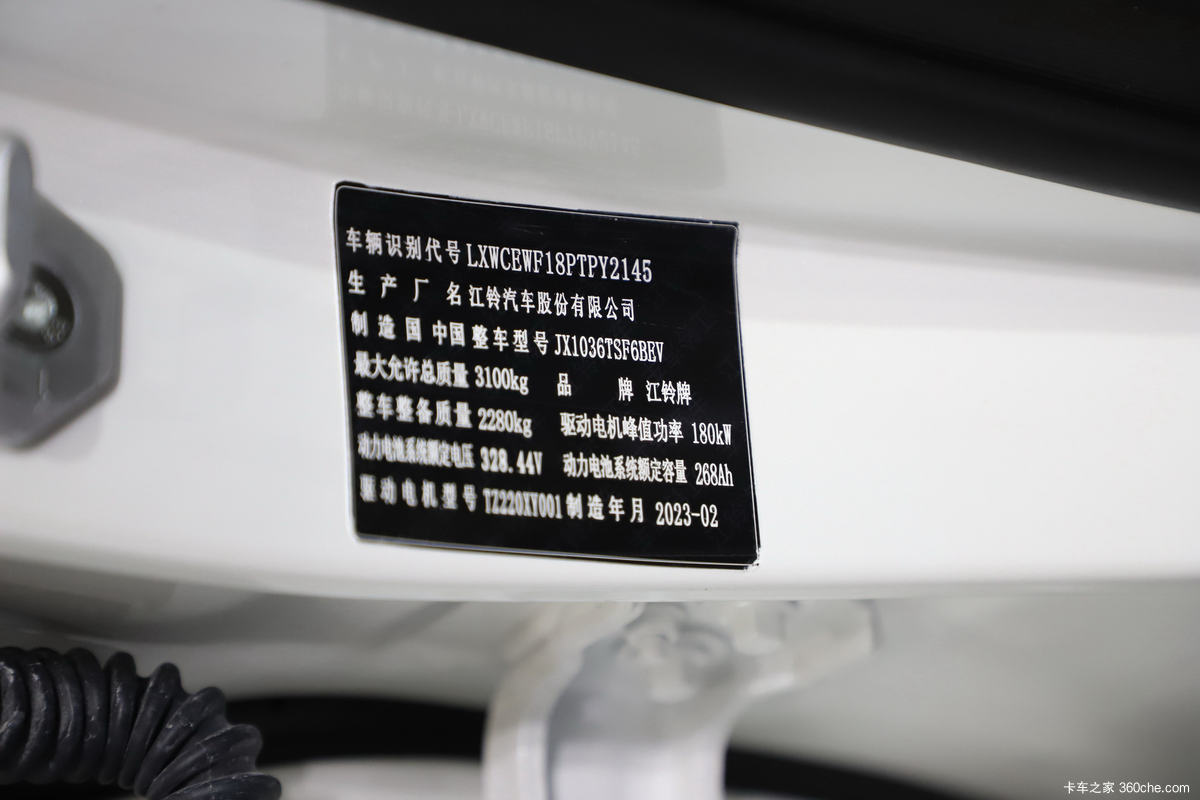 车辆识别代号 LXWCEWF18PTPY2145
生产厂名 江铃汽车股份有限公司
制造国 中国 整车型号 JX1036TSF6BEV
最大允许总质量 3100kg 品牌 江铃牌
整车整备质量 2280kg 驱动电机峰值功率 180kW
动力电池系统额定电压 328.44V 动力电池系统额定容量 268Ah
驱动电机型号 TZ220XY001 制造年月 2023-02
卡车之家 360che.com